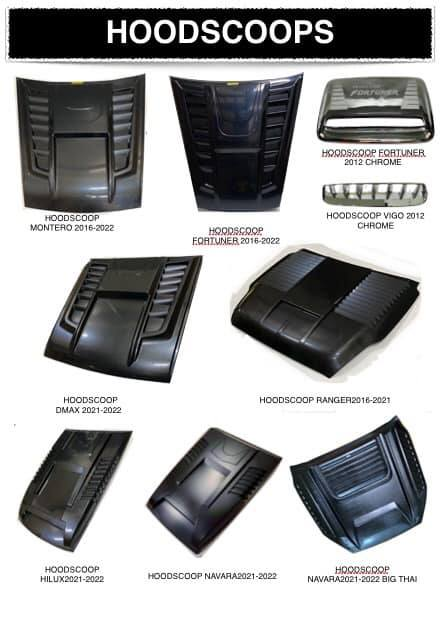 HOODSCOOPS
FORTUNER
HOODSCOOP FORTUNER
2012 CHROME
HOODSCOOP VIGO 2012
CHROME
HOODSCOOP
MONTERO 2016-2022
HOODSCOOP
FORTUNER 2016-2022
HOODSCOOP
DMAX 2021-2022
HOODSCOOP RANGER2016-2021
HOODSCOOP
HILUX2021-2022
HOODSCOOP NAVARA2021-2022
HOODSCOOP
NAVARA2021-2022 BIG THAI